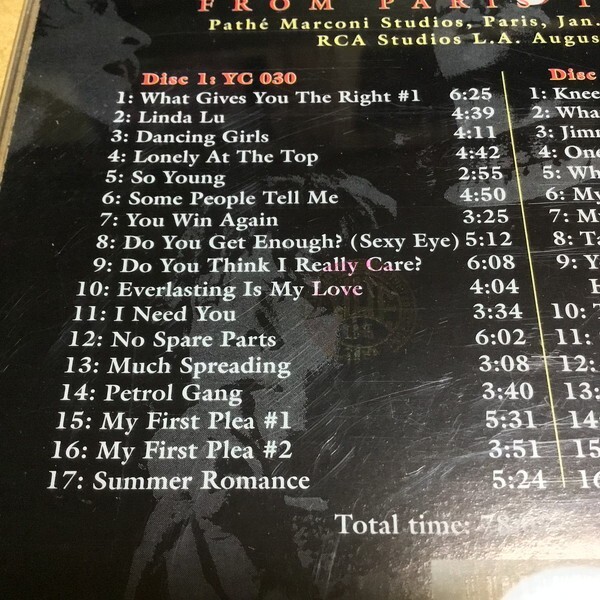 FROM PARIS
Pathé Marconi Studios, Paris, Jan.
RCA Studios L.A. Augus
Disc 1: YC 030
1: What Gives You The Right #1 6:25
2: Linda Lu 4:39
3: Dancing Girls 4:11
4: Lonely At The Top 4:42
5: So Young 2:55
6: Some People Tell Me 4:50
7: You Win Again 3:25
8: Do You Get Enough? (Sexy Eye) 5:12
9: Do You Think I Really Care? 6:08
10: Everlasting Is My Love 4:04
11: I Need You 3:34
12: No Spare Parts 6:02
13: Much Spreading 3:08
14: Petrol Gang 3:40
15: My First Plea #1 5:31
16: My First Plea #2 3:51
17: Summer Romance 5:24
Total time: 78:
Disc
1: Knee
2: Wha
3: Jimr
4: One
5: Wh
6: My
7: M
8: Ta
9: Y
H
10: T
11:
12:
13:
14
15
16